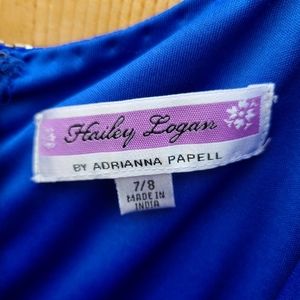 Hailey Logan
BY ADRIANNA PAPELL
7/8
MADE IN
INDIA